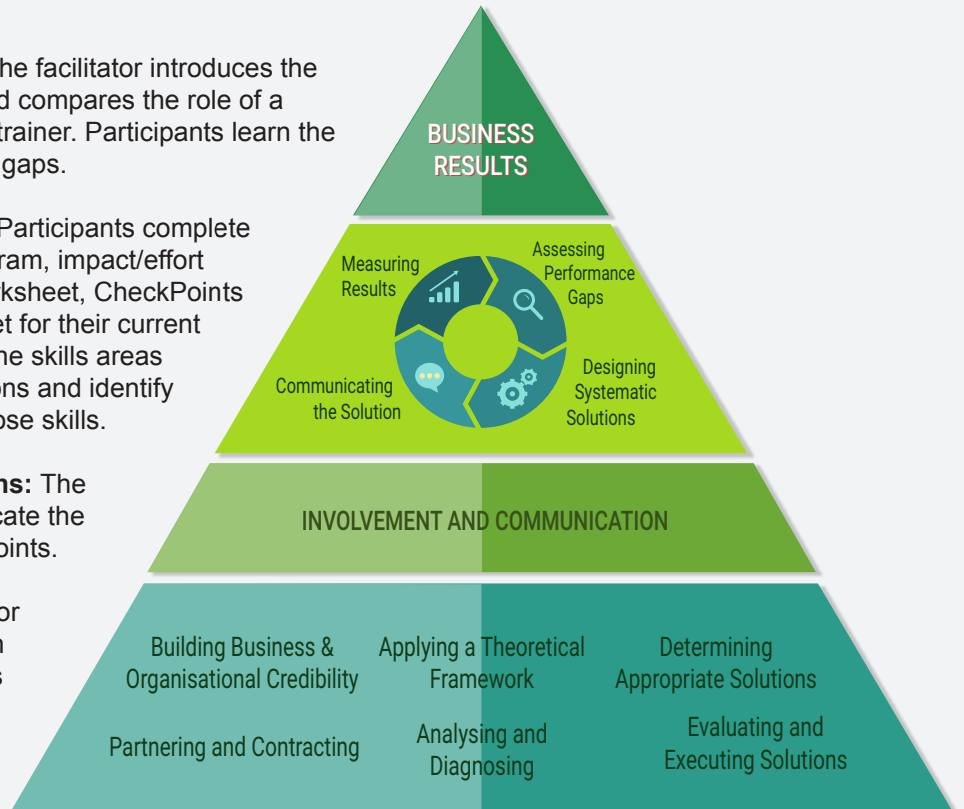 he facilitator introduces the
d compares the role of a
trainer. Participants learn the
gaps.
Participants complete
ram, impact/effort
rksheet, CheckPoints
et for their current
ne skills areas
ons and identify
ose skills.
ns: The
cate the
oints.
or
n
s
BUSINESS
RESULTS
Measuring
Results
Assessing
Performance
Gaps
Communicating
the Solution
Designing
Systematic
Solutions
INVOLVEMENT AND COMMUNICATION
Building Business &
Organisational Credibility
Applying a Theoretical
Framework
Determining
Appropriate Solutions
Partnering and Contracting
Analysing and
Diagnosing
Evaluating and
Executing Solutions